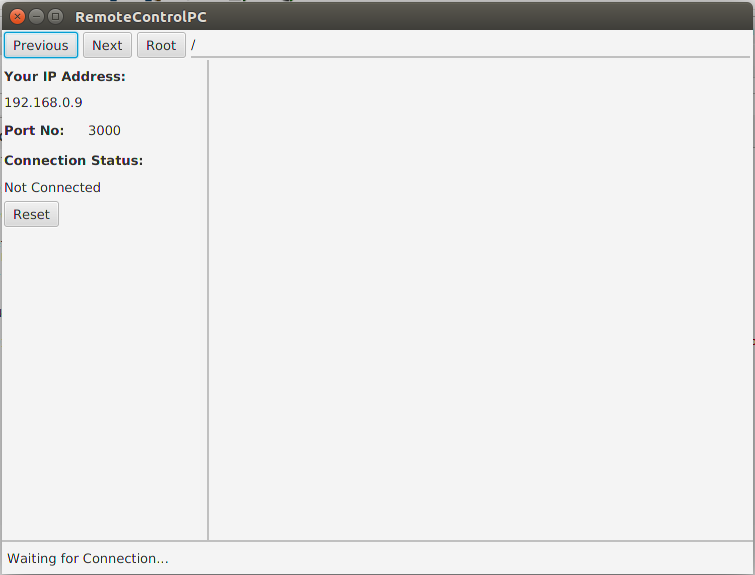 RemoteControlPC
Previous Next Root /
Your IP Address:
192.168.0.9
Port No: 3000
Connection Status:
Not Connected
Reset
Waiting for Connection...